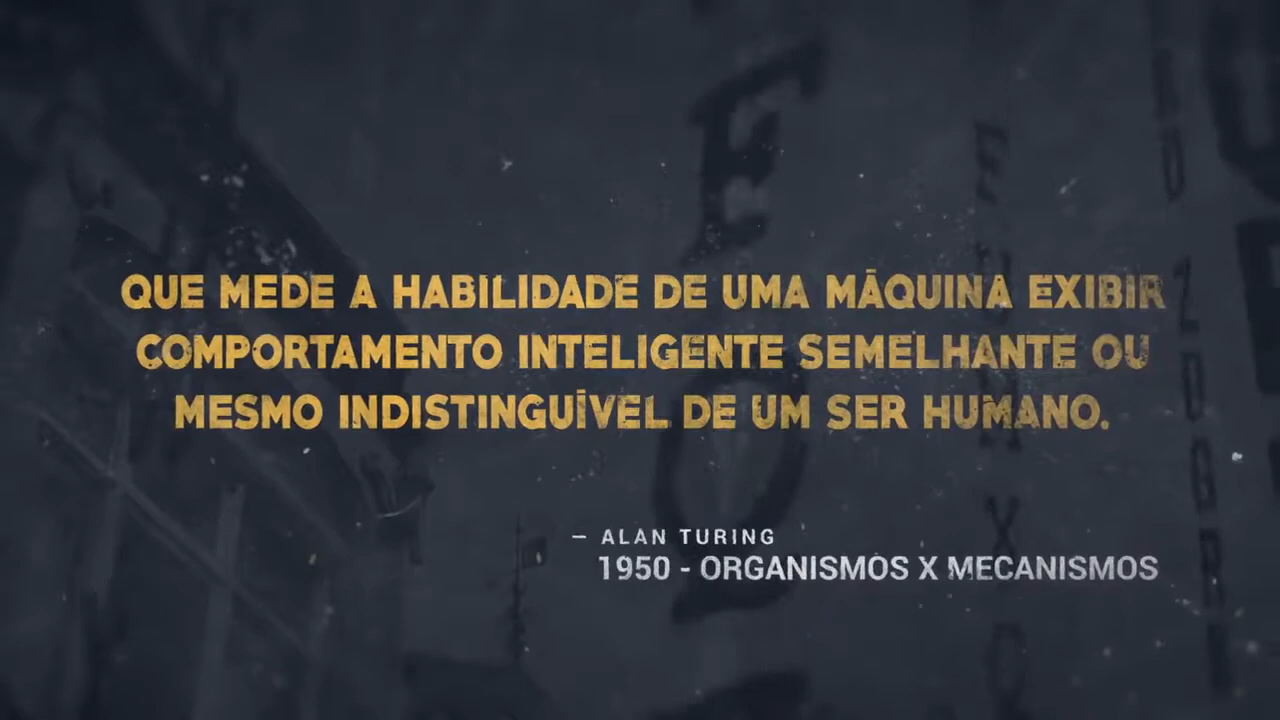 QUE MEDE A HABILIDADE DE UMA MÁQUINA EXIBIR
COMPORTAMENTO INTELIGENTE SEMELHANTE OU
MESMO INDISTINGUÍVEL DE UM SER HUMANO.
– ALAN TURING
1950 - ORGANISMOS X MECANISMOS